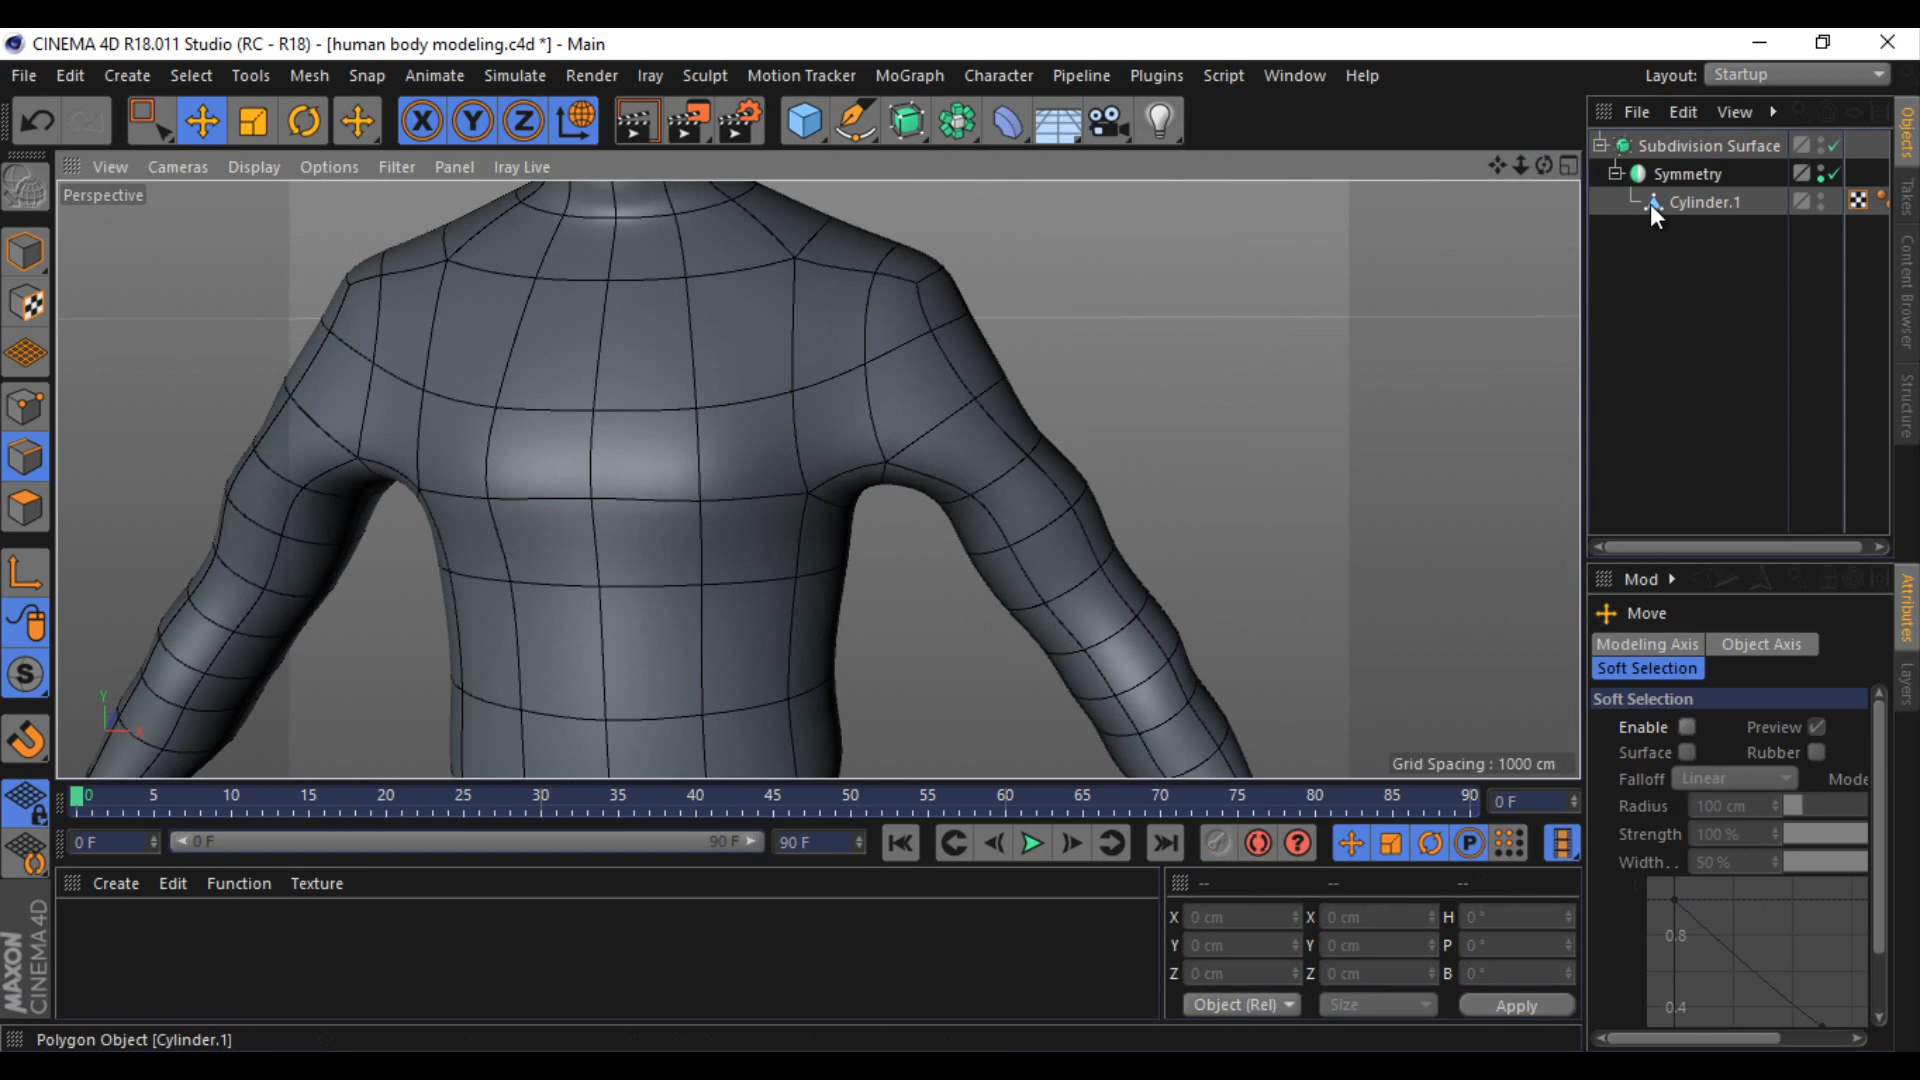 CINEMA 4D R18.011 Studio (RC - R18) - [human body modeling.c4d *] - Main
File Edit Create Select Tools Mesh Snap Animate Simulate Render Iray Sculpt Motion Tracker MoGraph Character Pipeline Plugins Script Window Help
Layout: Startup
X Y Z
File Edit View
Objects
Takes
Content Browser
Structure
Subdivision Surface
Symmetry
Cylinder.1
View Cameras Display Options Filter Panel Iray Live
Perspective
Y
X
Grid Spacing : 1000 cm
S
Mod
Attributes
Layers
Move
Modeling Axis Object Axis
Soft Selection
Soft Selection
Enable Preview
Surface Rubber
Falloff Linear Mode
Radius 100 cm
Strength 100 %
Width. . 50 %
0.8
0.4
0 5 10 15 20 25 30 35 40 45 50 55 60 65 70 75 80 85 90 0 F
0 F 0 F 90 F 90 F
P
Create Edit Function Texture
-- -- --
X 0 cm X 0 cm H 0 °
Y 0 cm Y 0 cm P 0 °
Z 0 cm Z 0 cm B 0 °
Object (Rel) Size Apply
MAXON
CINEMA 4D
Polygon Object [Cylinder.1]